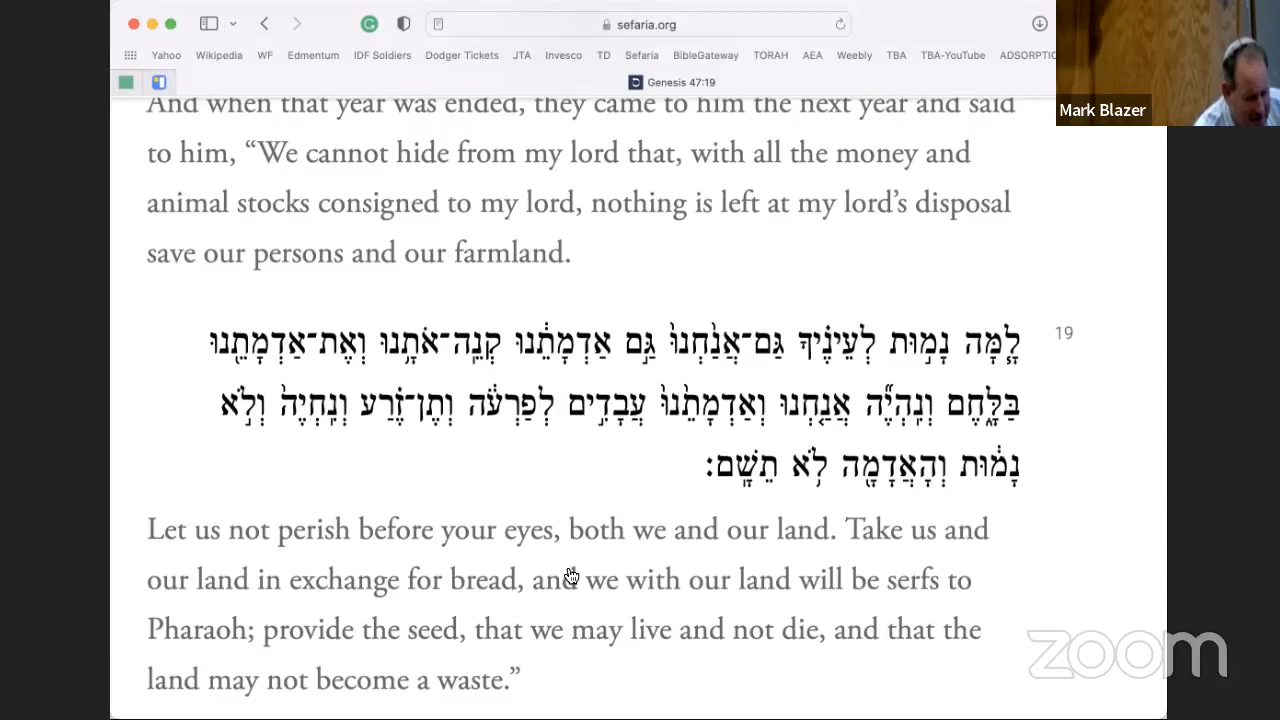 sefaria.org
Yahoo Wikipedia WF Edmentum IDF Soldiers Dodger Tickets JTA Invesco TD Sefaria BibleGateway TORAH AEA Weebly TBA TBA-YouTube ADSORPTIO
Genesis 47:19
Mark Blazer
And when that year was ended, they came to him the next year and said
to him, “We cannot hide from my lord that, with all the money and
animal stocks consigned to my lord, nothing is left at my lord’s disposal
save our persons and our farmland.
19
לָ֧מָּה נָמ֣וּת לְעֵינֶ֗יךָ גַּם־אֲנַ֙חְנוּ֙ גַּ֣ם אַדְמָתֵ֔נוּ קְנֵֽה־אֹתָ֥נוּ וְאֶת־אַדְמָתֵ֖נוּ
בַּלָּ֑חֶם וְנִֽהְיֶ֞ה אֲנַ֤חְנוּ וְאַדְמָתֵ֙נוּ֙ עֲבָדִ֣ים לְפַרְעֹ֔ה וְתֶן־זֶ֗רַע וְנִֽחְיֶה֙ וְלֹ֣א
נָמ֔וּת וְהָאֲדָמָ֖ה לֹ֥א תֵשָֽׁם׃
Let us not perish before your eyes, both we and our land. Take us and
our land in exchange for bread, and we with our land will be serfs to
Pharaoh; provide the seed, that we may live and not die, and that the
land may not become a waste.”
zoom